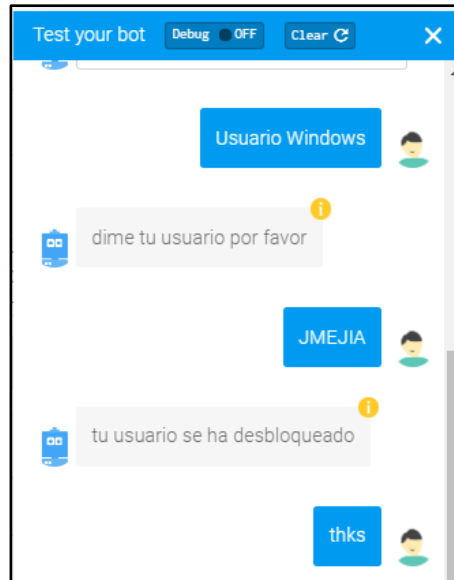 Test your bot Debug OFF Clear
Usuario Windows
dime tu usuario por favor
JMEJIA
tu usuario se ha desbloqueado
thks